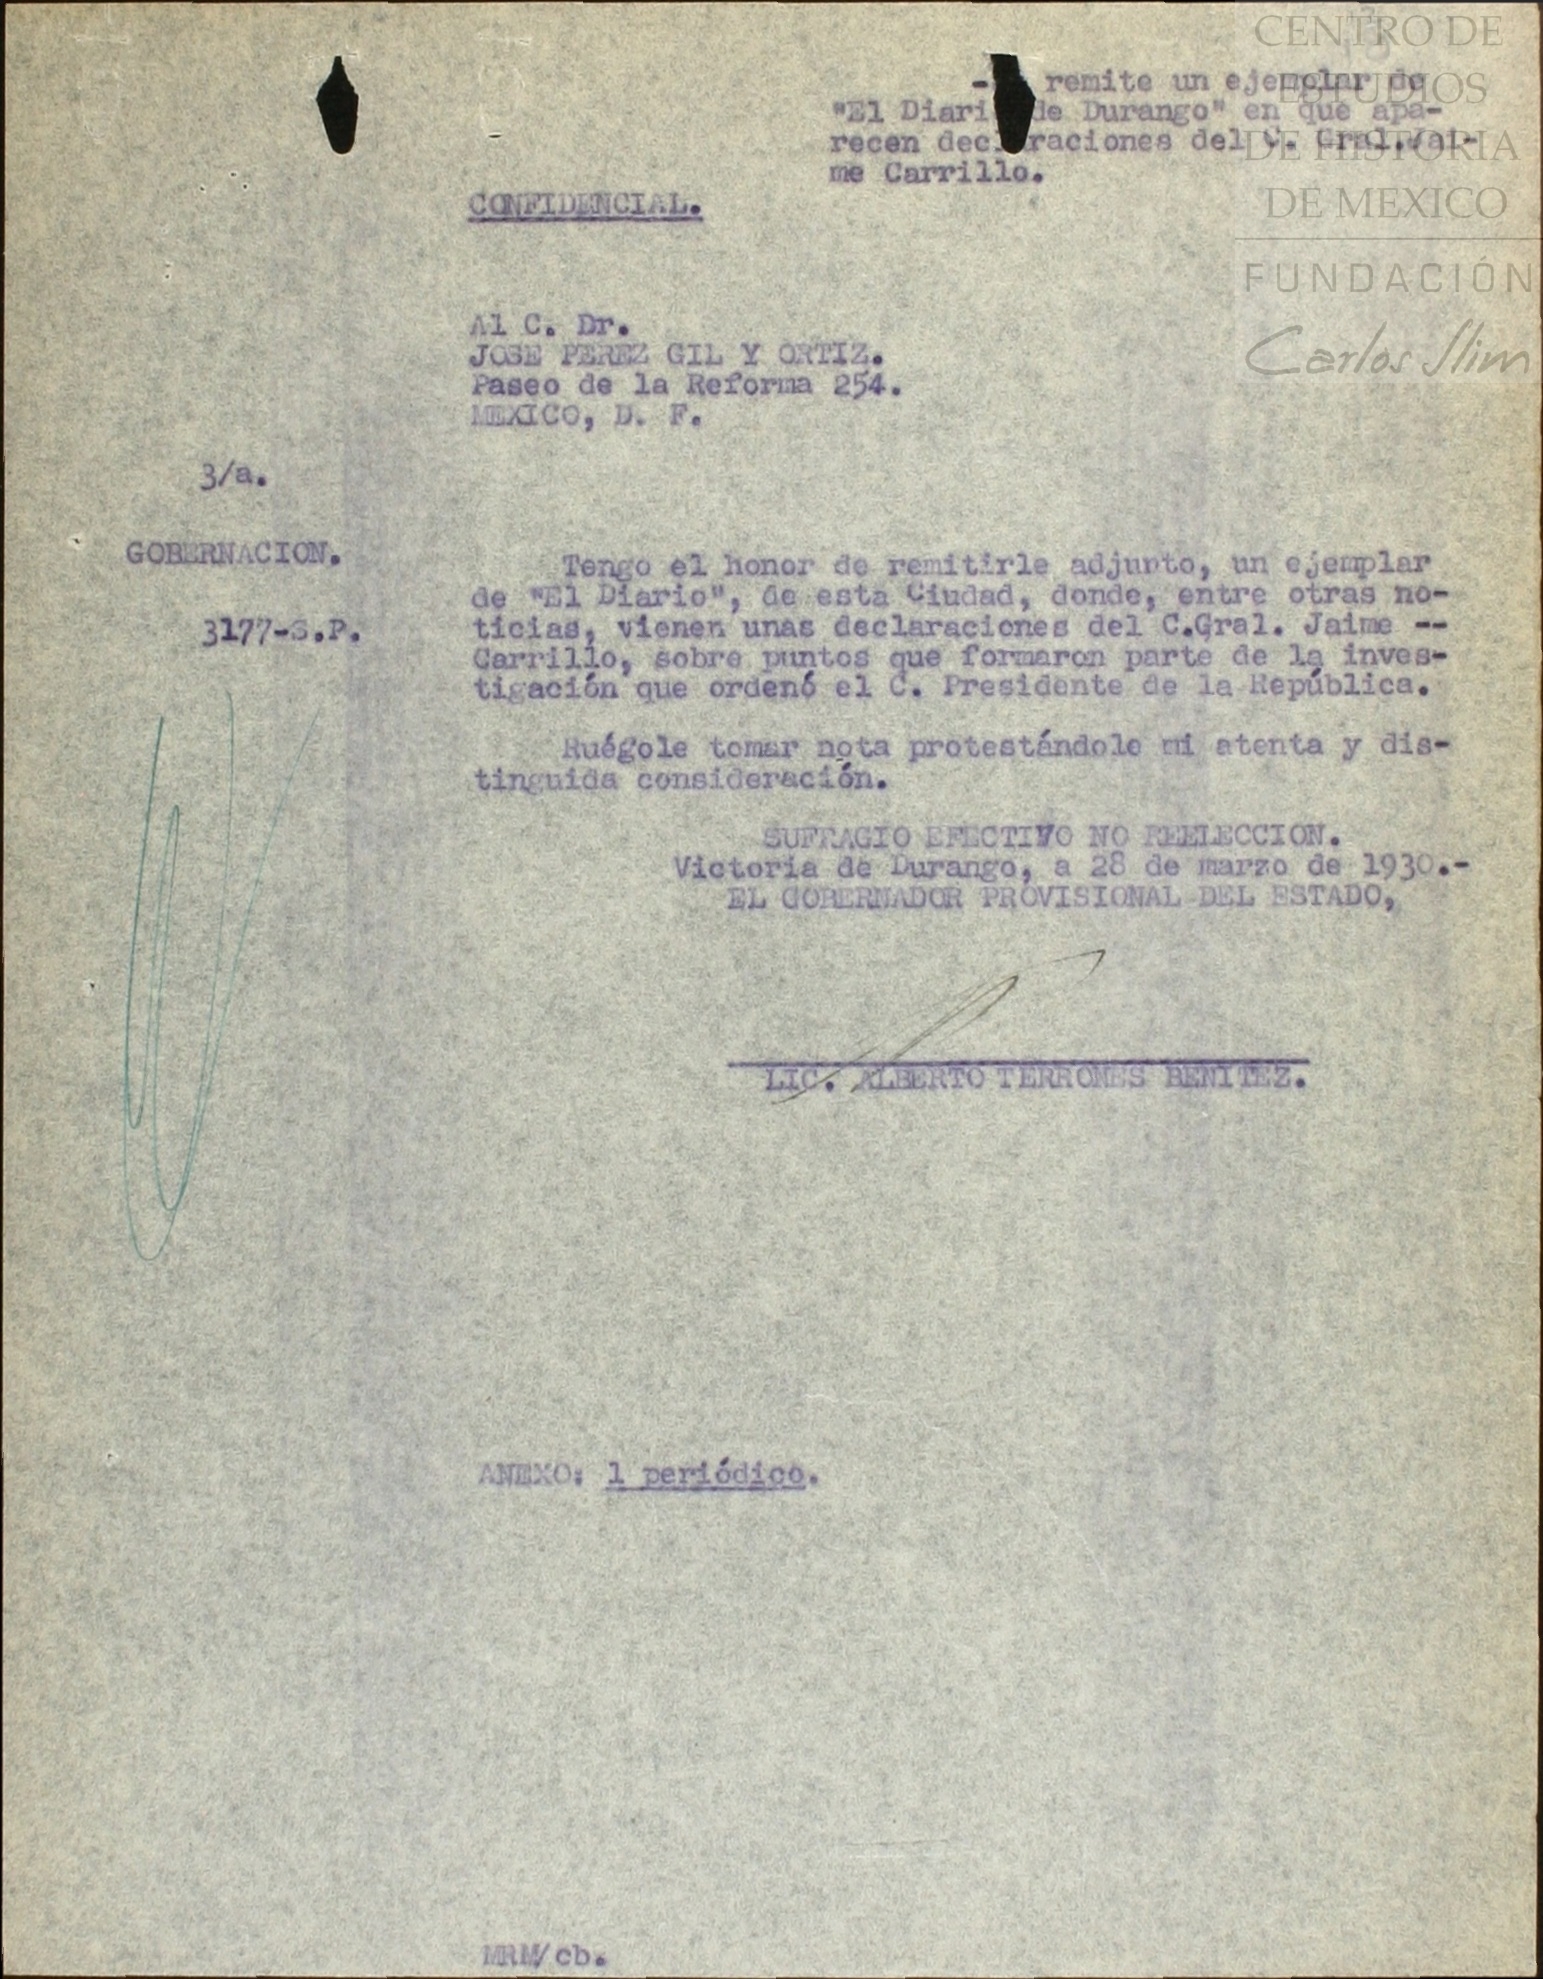 CENTRO DE
ESTUDIOS
DE HISTORIA
DE MEXICO
FUNDACIÓN
Carlos Slim
- remite un ejemplar de
"El Diari de Durango" en que apa-
recen dec raciones del C. Gral.Jai-
me Carrillo.
CONFIDENCIAL.
Al C. Dr.
JOSE PEREZ GIL Y ORTIZ.
Paseo de la Reforma 254.
MEXICO, D. F.
3/a.
GOBERNACION.
3177-S.P.
Tengo el honor de remitirle adjunto, un ejemplar
de "El Diario", de esta Ciudad, donde, entre otras no-
ticias, vienen unas declaraciones del C.Gral. Jaime --
Carrillo, sobre puntos que formaron parte de la inves-
tigación que ordenó el C. Presidente de la República.
Ruégole tomar nota protestándole mi atenta y dis-
tinguida consideración.
SUFRAGIO EFECTIVO NO REELECCION.
Victoria de Durango, a 28 de marzo de 1930.-
EL GOBERNADOR PROVISIONAL DEL ESTADO,
LIC. ALBERTO TERRONES BENITEZ.
ANEXO: 1 periódico.
MRM/cb.